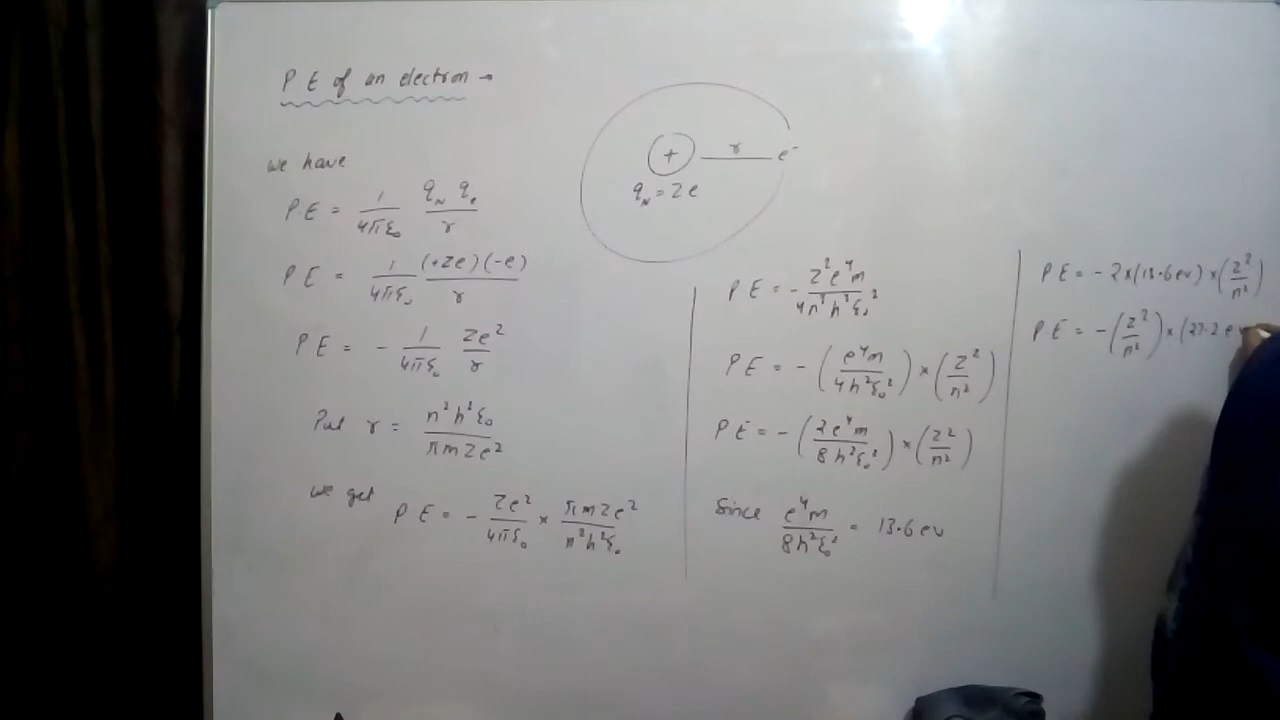 P E of an electron →
+ r e⁻
q_N = Ze
we have
P.E = 1/4πε₀ q_N q_e/r
P E = 1/4πε₀ (+Ze)(-e)/r
P E = - 1/4πε₀ Ze²/r
Put r = n²h²ε₀/πmZe²
we get P E = - Ze²/4πε₀ × πmZe²/n²h²ε₀
P E = - Z²e⁴m/4n²h²ε₀²
P E = - (e⁴m/4h²ε₀²) × (Z²/n²)
P E = - (2e⁴m/8h²ε₀²) × (Z²/n²)
Since e⁴m/8h²ε₀² = 13.6 ev
P E = - 2×(13.6 ev) × (Z²/n²)
P E = - (Z²/n²) × (27.2 e